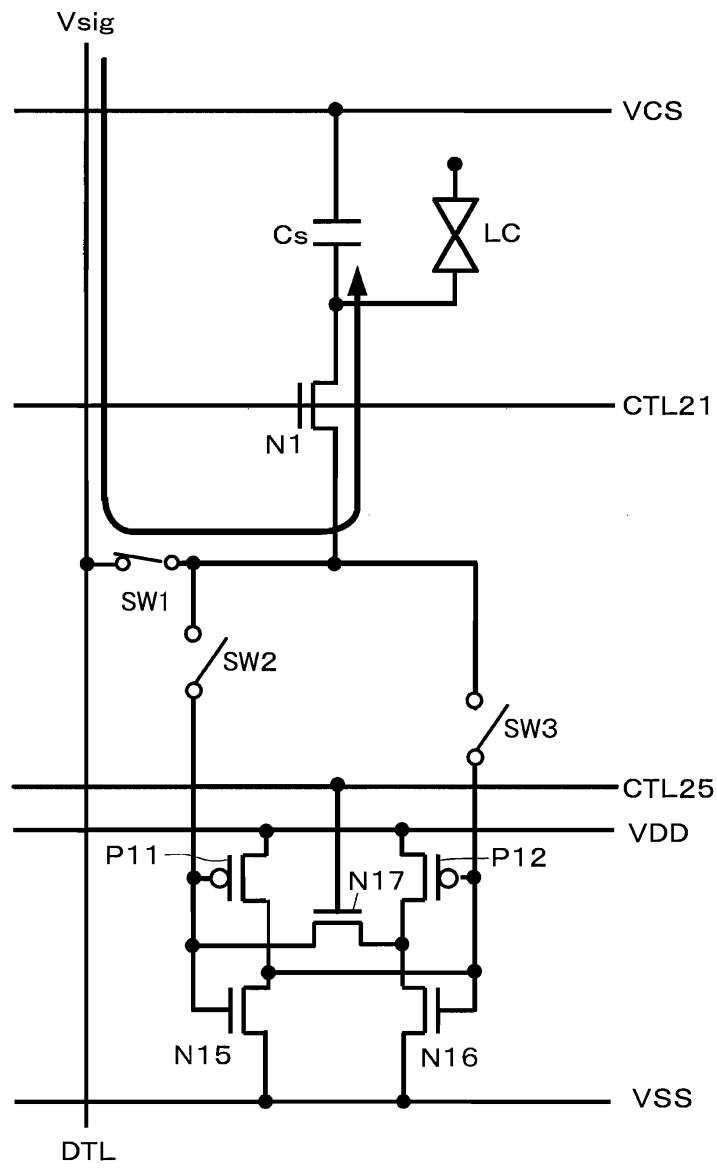 Vsig
VCS
Cs
LC
CTL21
N1
SW1
SW2
SW3
CTL25
VDD
P11
P12
N17
N15
N16
VSS
DTL